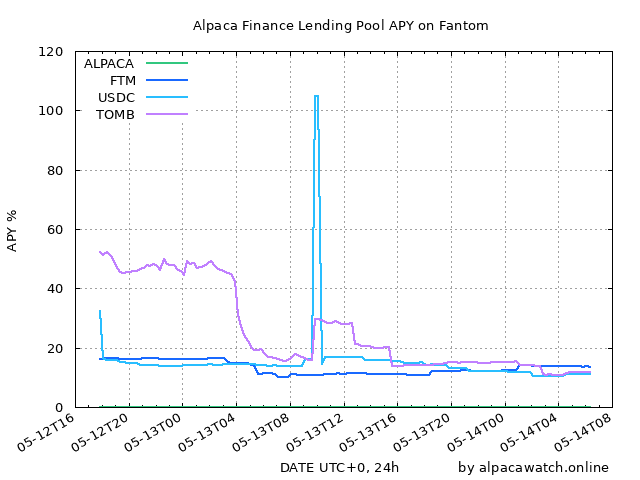 Alpaca Finance Lending Pool APY on Fantom
120
100
80
60
40
20
0
APY %
ALPACA
FTM
USDC
TOMB
05-12T16
05-12T20
05-13T00
05-13T04
05-13T08
05-13T12
05-13T16
05-13T20
05-14T00
05-14T04
05-14T08
DATE UTC+0, 24h
by alpacawatch.online